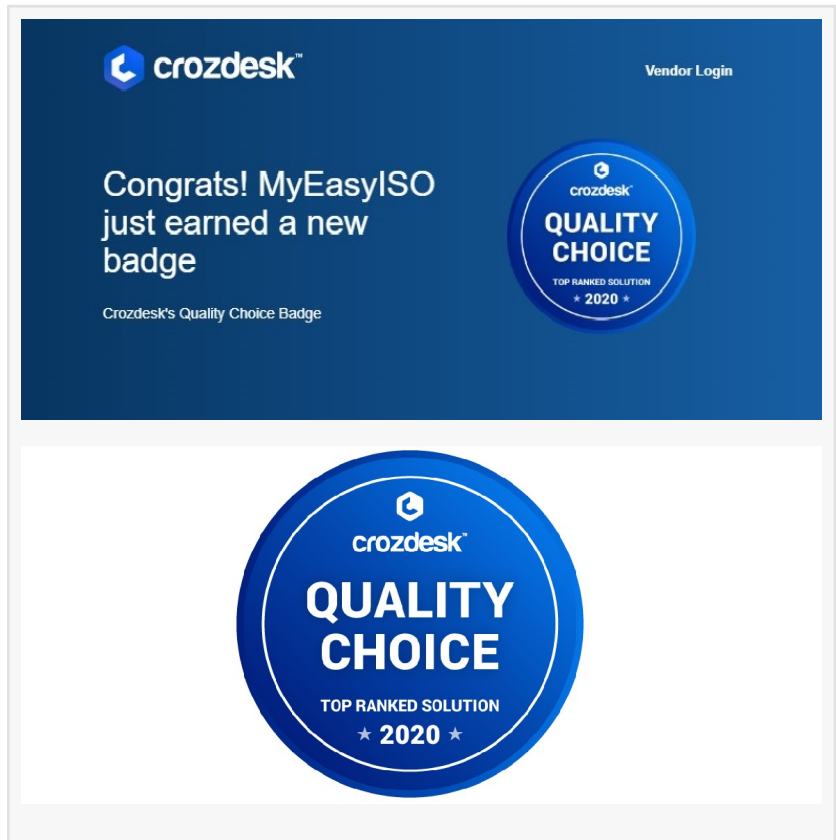 crozdesk™
Vendor Login
Congrats! MyEasyISO
just earned a new
badge
Crozdesk's Quality Choice Badge
crozdesk
QUALITY
CHOICE
TOP RANKED SOLUTION
★ 2020 ★
crozdesk™
QUALITY
CHOICE
TOP RANKED SOLUTION
★ 2020 ★